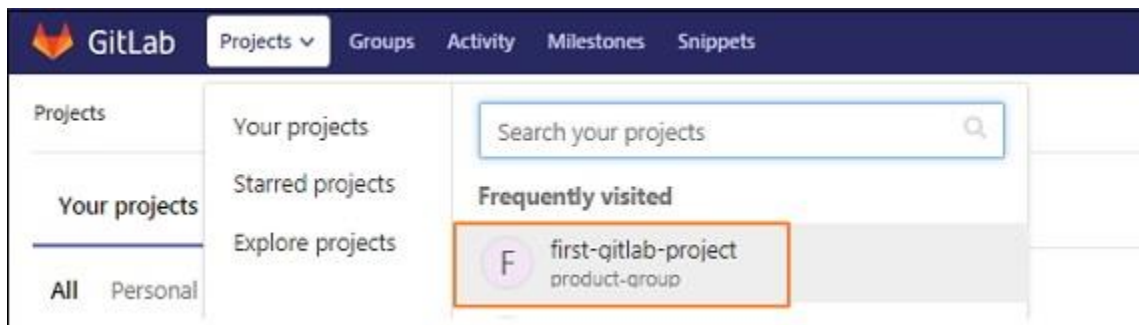 GitLab Projects Groups Activity Milestones Snippets
Projects
Your projects
Starred projects
Explore projects
Search your projects
Frequently visited
F
first-gitlab-project
product-group
Your projects
All Personal